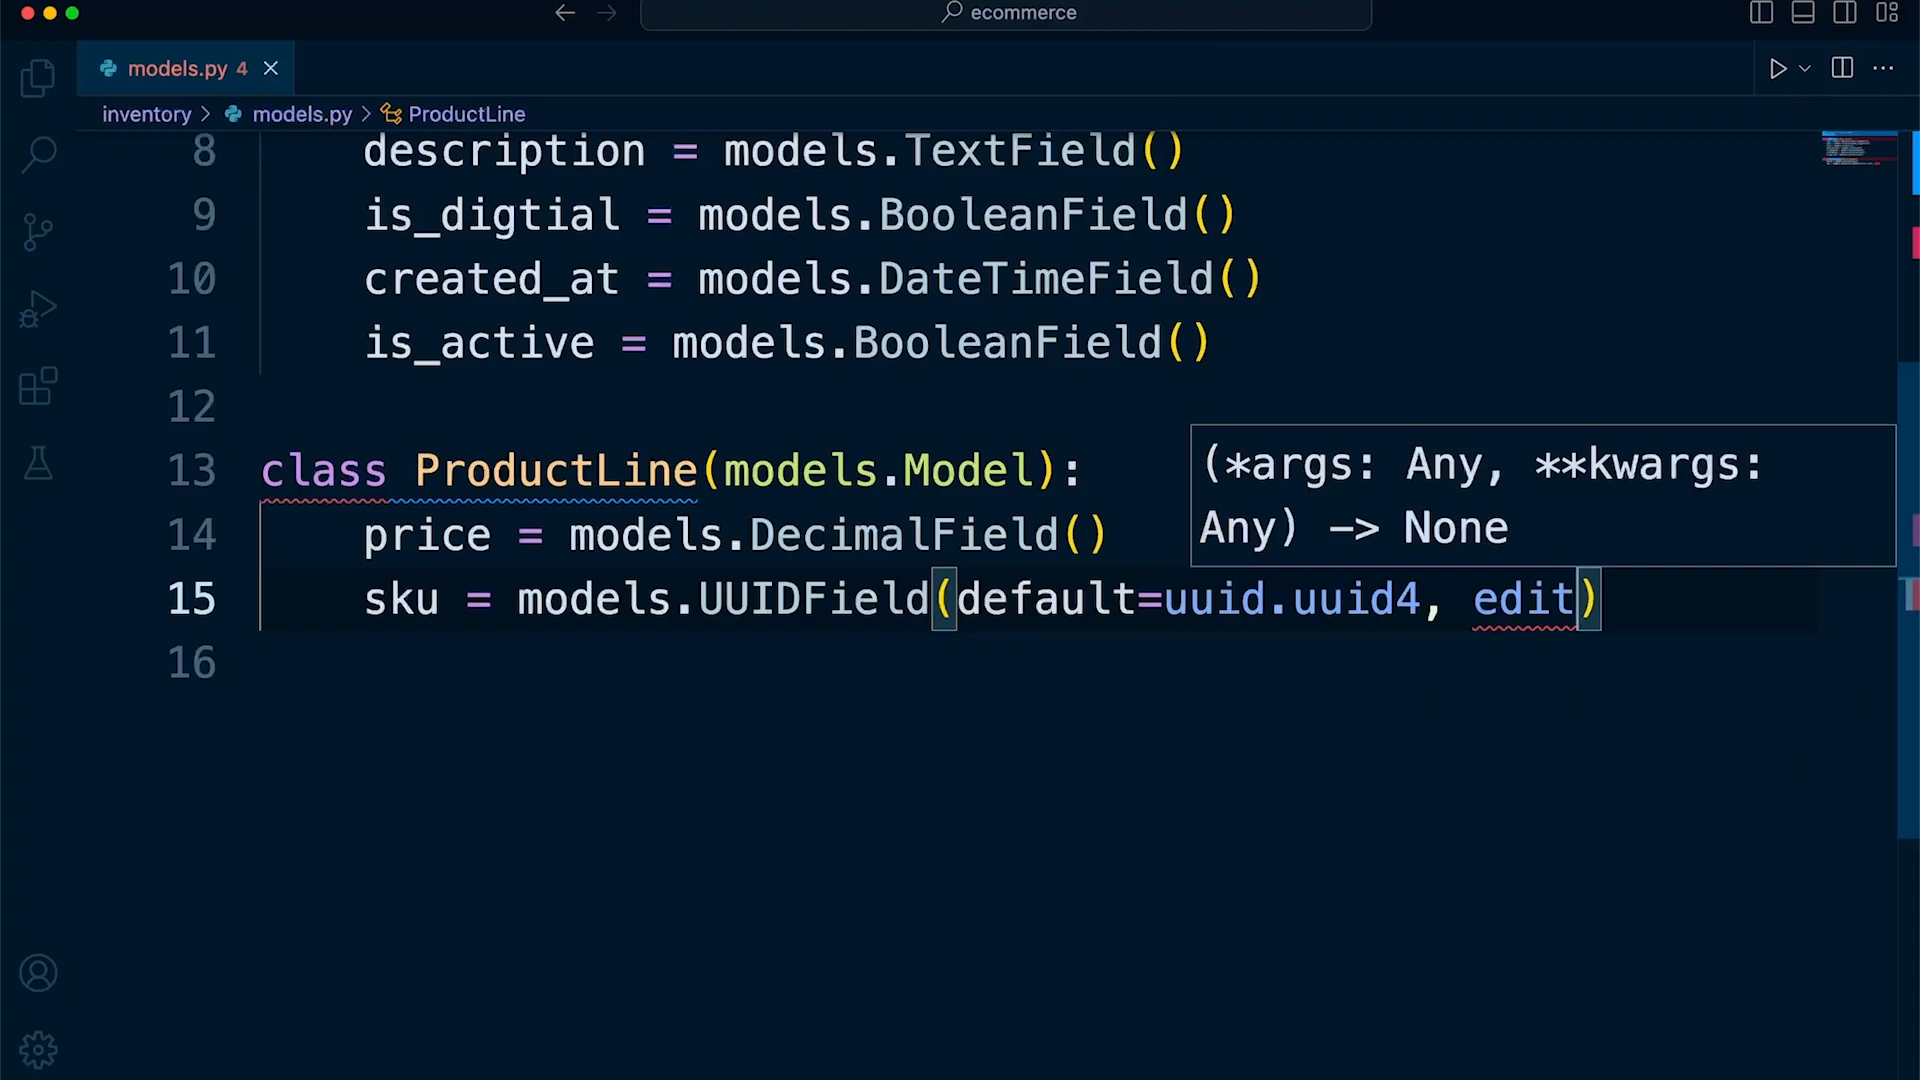 ecommerce
models.py 4
inventory > models.py > ProductLine
8 description = models.TextField()
9 is_digtial = models.BooleanField()
10 created_at = models.DateTimeField()
11 is_active = models.BooleanField()
12
13 class ProductLine(models.Model):
(*args: Any, **kwargs:
Any) -> None
14 price = models.DecimalField()
15 sku = models.UUIDField(default=uuid.uuid4, edit)
16